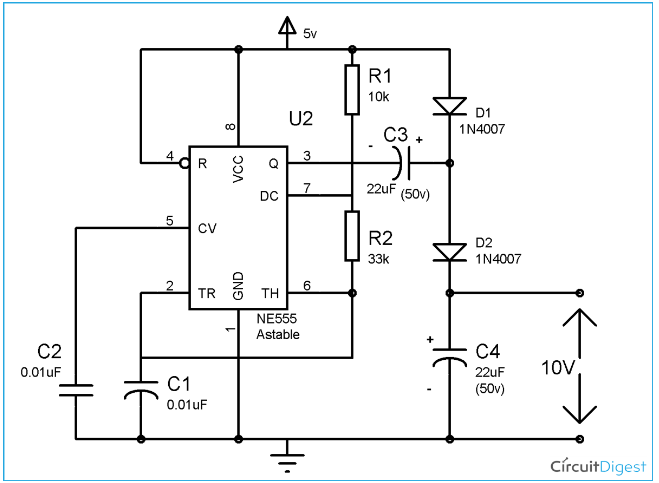 5v
R1
10k
D1
1N4007
U2
C3
- +
22uF (50v)
8
VCC
4 R
Q 3
DC 7
5 CV
R2
33k
D2
1N4007
2 TR
GND
TH 6
1
NE555
Astable
C2
0.01uF
C1
0.01uF
+
C4
22uF
(50v)
-
10V
CírcuitDigest